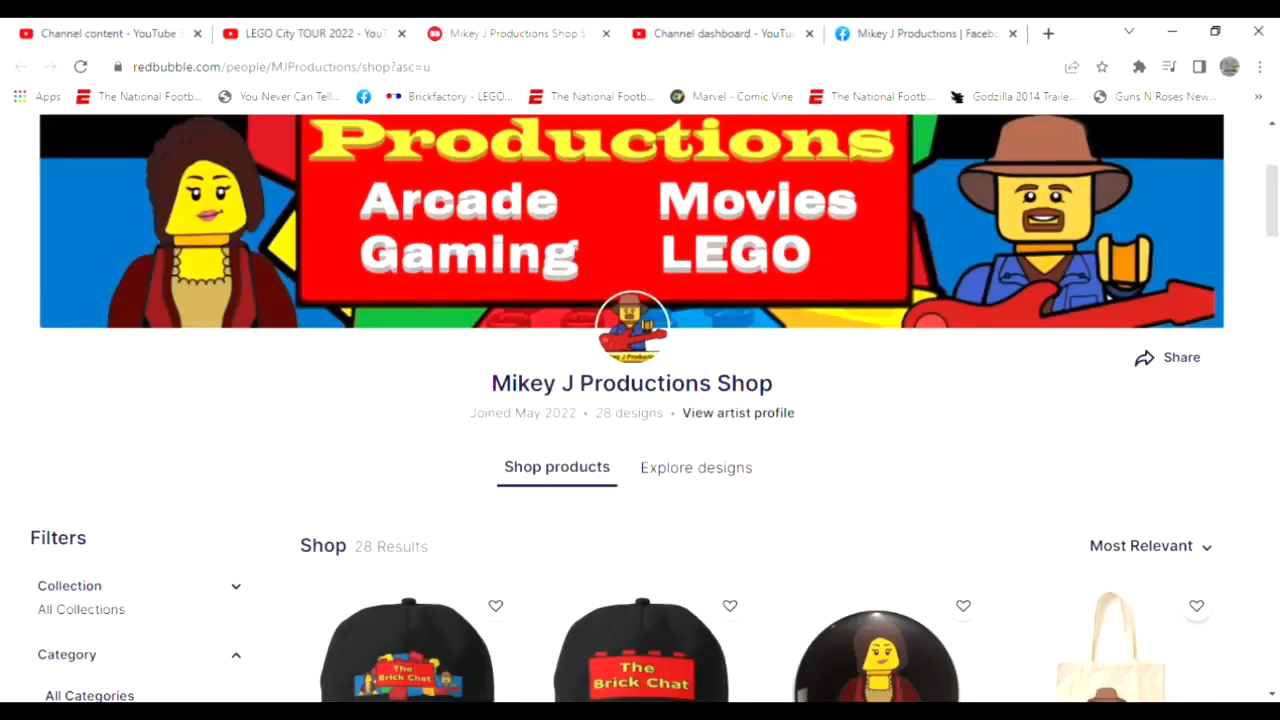 Channel content - YouTube S
LEGO City TOUR 2022 - YouT
Mikey J Productions Shop S
Channel dashboard - YouTu
Mikey J Productions | Facebo
redbubble.com/people/MJProductions/shop?asc=u
Apps
The National Footb...
You Never Can Tell...
Brickfactory - LEGO...
The National Footb...
Marvel - Comic Vine
The National Footb...
Godzilla 2014 Traile...
Guns N Roses New...
»
Productions
Arcade Movies
Gaming LEGO
Share
Mikey J Productions Shop
Joined May 2022 • 28 designs • View artist profile
Shop products Explore designs
Filters
Shop 28 Results
Most Relevant
Collection
All Collections
Category
All Categories
The
Brick Chat
The
Brick Chat